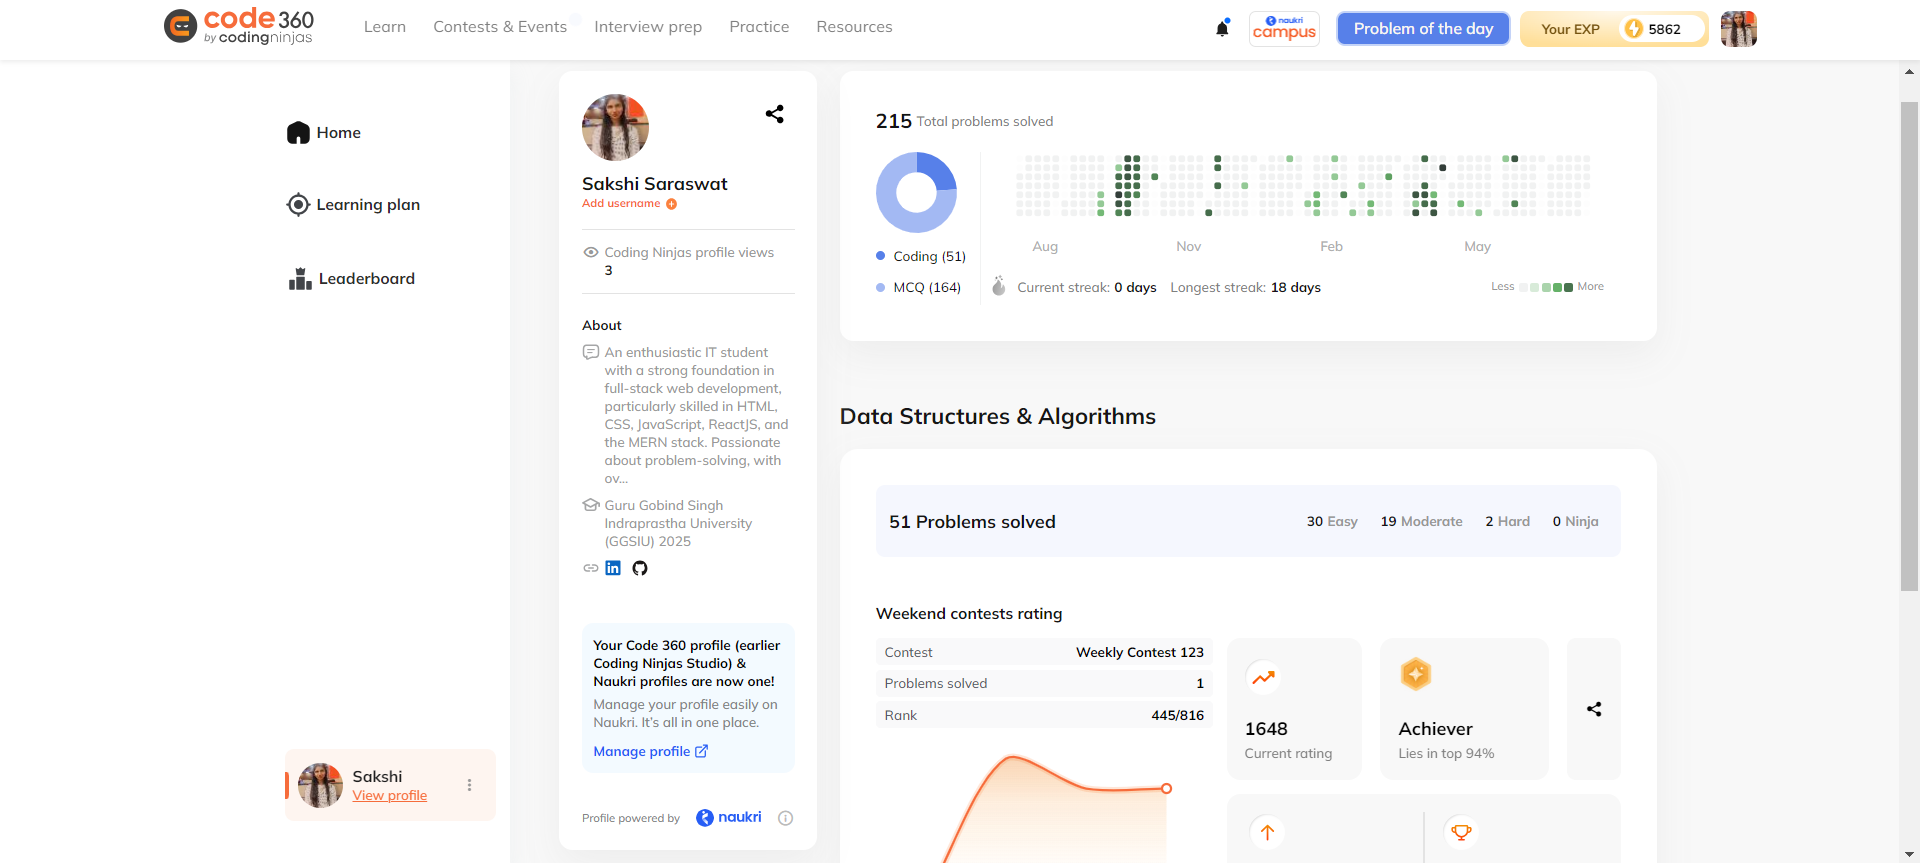 code 360
by codingninjas
Learn
Contests & Events
Interview prep
Practice
Resources
naukri
campus
Problem of the day
Your EXP
5862
Home
Learning plan
Leaderboard
Sakshi
View profile
Sakshi Saraswat
Add username
Coding Ninjas profile views
3
About
An enthusiastic IT student
with a strong foundation in
full-stack web development,
particularly skilled in HTML,
CSS, JavaScript, ReactJS, and
the MERN stack. Passionate
about problem-solving, with
ov...
Guru Gobind Singh
Indraprastha University
(GGSIU) 2025
Your Code 360 profile (earlier
Coding Ninjas Studio) &
Naukri profiles are now one!
Manage your profile easily on
Naukri. It's all in one place.
Manage profile
Profile powered by naukri
215 Total problems solved
Coding (51)
MCQ (164)
Aug
Nov
Feb
May
Current streak: 0 days
Longest streak: 18 days
Less
More
Data Structures & Algorithms
51 Problems solved
30 Easy
19 Moderate
2 Hard
0 Ninja
Weekend contests rating
Contest
Weekly Contest 123
Problems solved
1
Rank
445/816
1648
Current rating
Achiever
Lies in top 94%